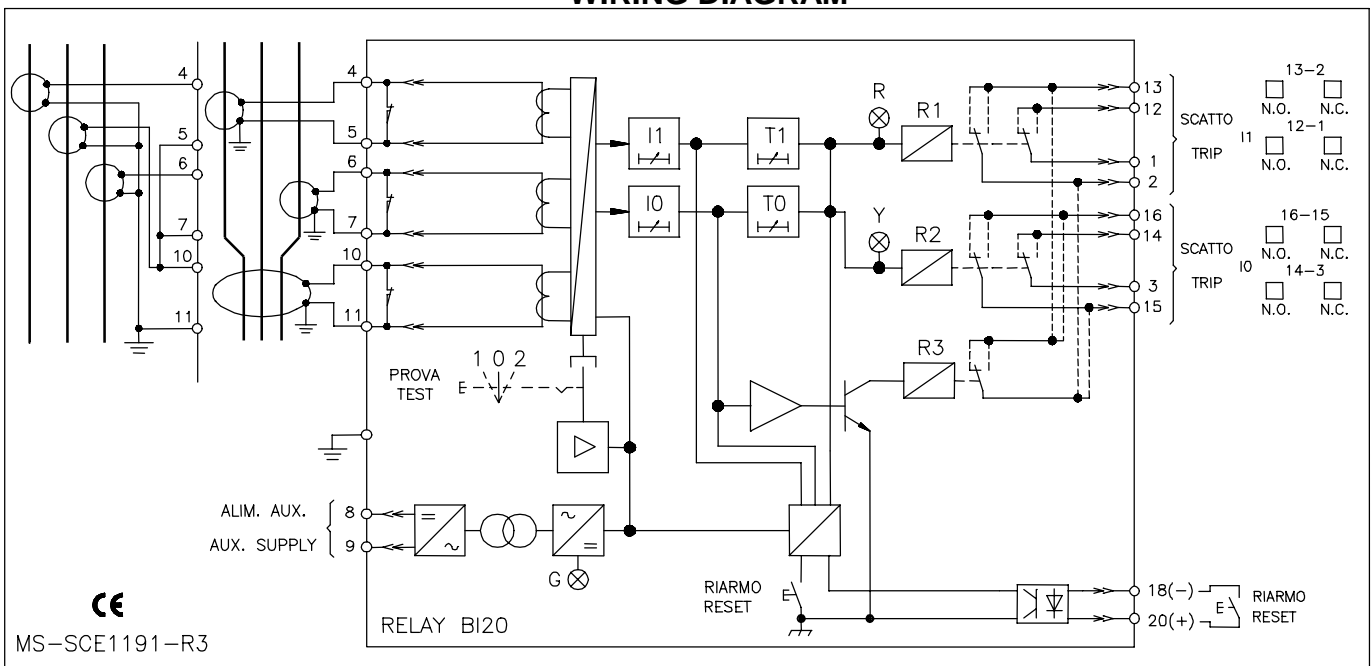 WIRING DIAGRAM
4
5
6
7
10
11
4
5
6
7
10
11
I1
T1
R
R1
I0
T0
Y
R2
R3
13
12
1
2
16
14
3
15
SCATTO
TRIP
I1
13-2
N.O. N.C.
12-1
N.O. N.C.
SCATTO
TRIP
I0
16-15
N.O. N.C.
14-3
N.O. N.C.
PROVA
TEST
1 0 2
E
ALIM. AUX.
AUX. SUPPLY
8
9
=
~
~
=
G
RIARMO
RESET
E
18(-)
20(+)
E
RIARMO
RESET
CE
MS-SCE1191-R3
RELAY BI20